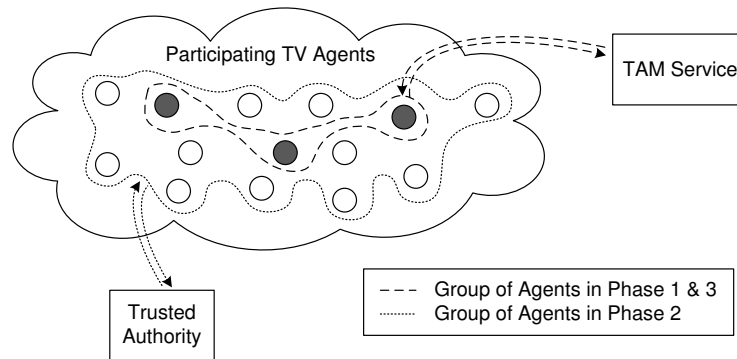 Participating TV Agents
TAM Service
Trusted
Authority
Group of Agents in Phase 1 & 3
Group of Agents in Phase 2